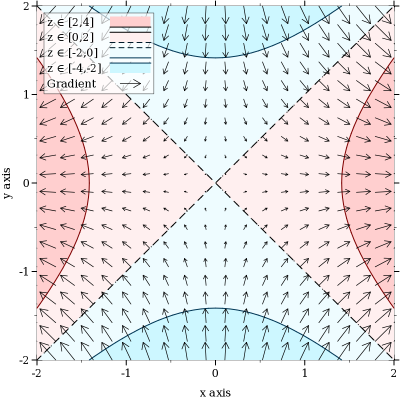 2
z ∈ [2,4]
z ∈ [0,2]
z ∈ [-2,0]
z ∈ [-4,-2]
Gradient
1
y axis
0
-1
-2
-2 -1 0 1 2
x axis